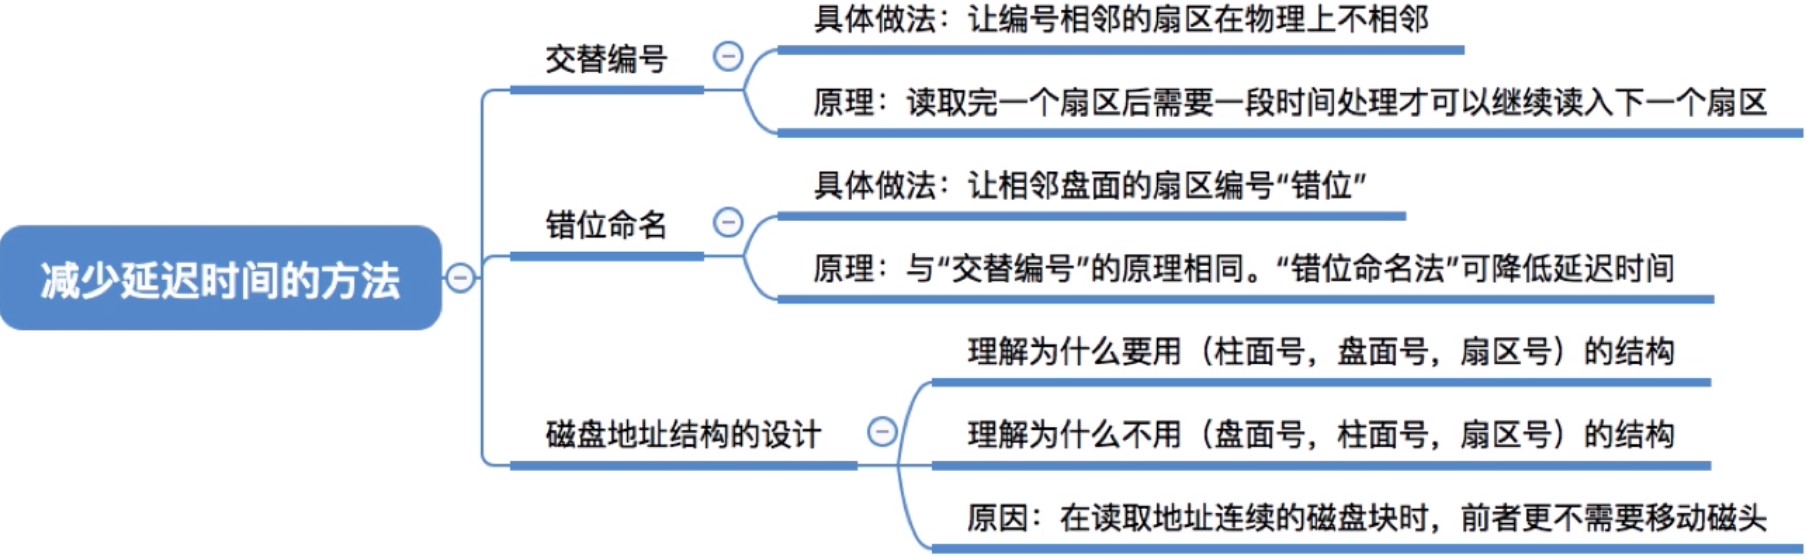 减少延迟时间的方法
交替编号
具体做法：让编号相邻的扇区在物理上不相邻
原理：读取完一个扇区后需要一段时间处理才可以继续读入下一个扇区
错位命名
具体做法：让相邻盘面的扇区编号“错位”
原理：与“交替编号”的原理相同。“错位命名法”可降低延迟时间
磁盘地址结构的设计
理解为什么要用（柱面号，盘面号，扇区号）的结构
理解为什么不用（盘面号，柱面号，扇区号）的结构
原因：在读取地址连续的磁盘块时，前者更不需要移动磁头